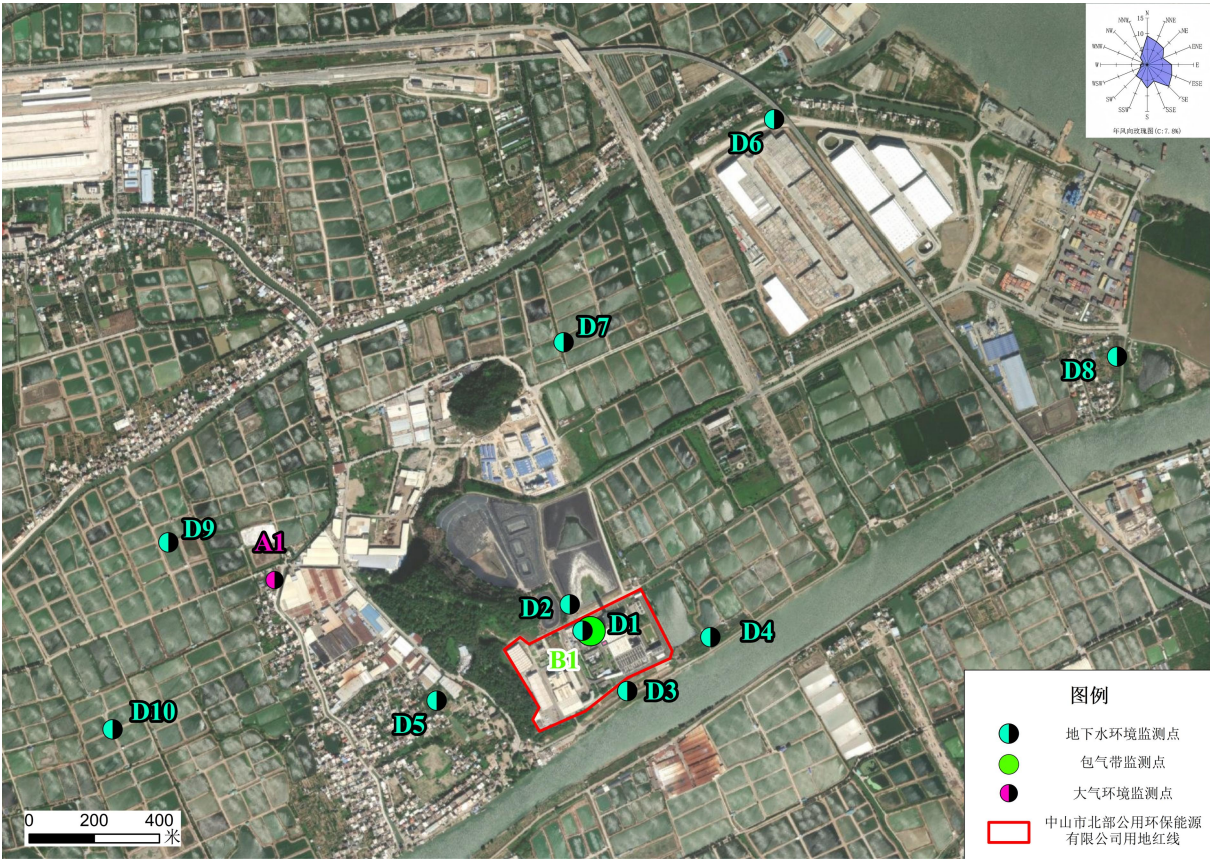 N
NNW
NNE
15
NW
NE
10
WNW
ENE
W
E
WSW
ESE
SW
SE
SSW
SSE
S
年风向玫瑰图(C:7.8%)
D6
D7
D8
D9
A1
D2
D1
D4
B1
D3
D10
D5
图例
地下水环境监测点
包气带监测点
大气环境监测点
中山市北部公用环保能源
有限公司用地红线
0 200 400
米